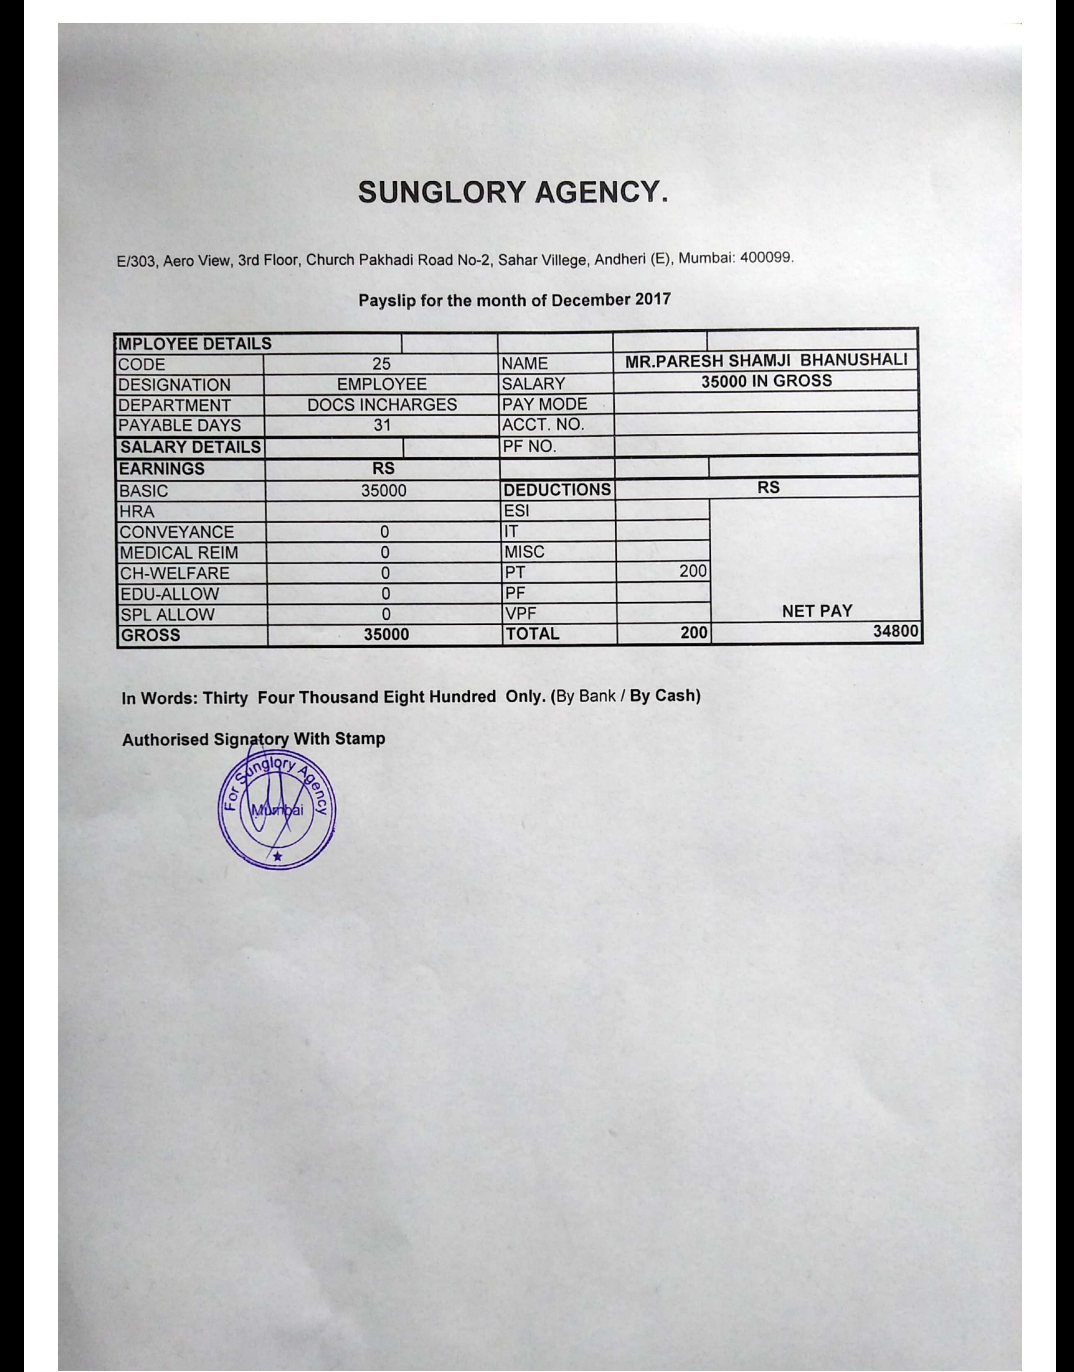 SUNGLORY AGENCY.
E/303, Aero View, 3rd Floor, Church Pakhadi Road No-2, Sahar Villege, Andheri (E), Mumbai: 400099.
Payslip for the month of December 2017
MPLOYEE DETAILS
CODE 25 NAME MR.PARESH SHAMJI BHANUSHALI
DESIGNATION EMPLOYEE SALARY 35000 IN GROSS
DEPARTMENT DOCS INCHARGES PAY MODE
PAYABLE DAYS 31 ACCT. NO.
SALARY DETAILS PF NO.
EARNINGS RS
BASIC 35000 DEDUCTIONS RS
HRA ESI
CONVEYANCE 0 IT
MEDICAL REIM 0 MISC
CH-WELFARE 0 PT 200
EDU-ALLOW 0 PF
SPL ALLOW 0 VPF NET PAY
GROSS 35000 TOTAL 200 34800
In Words: Thirty Four Thousand Eight Hundred Only. (By Bank / By Cash)
Authorised Signatory With Stamp
For Sunglory Agency
Mumbai